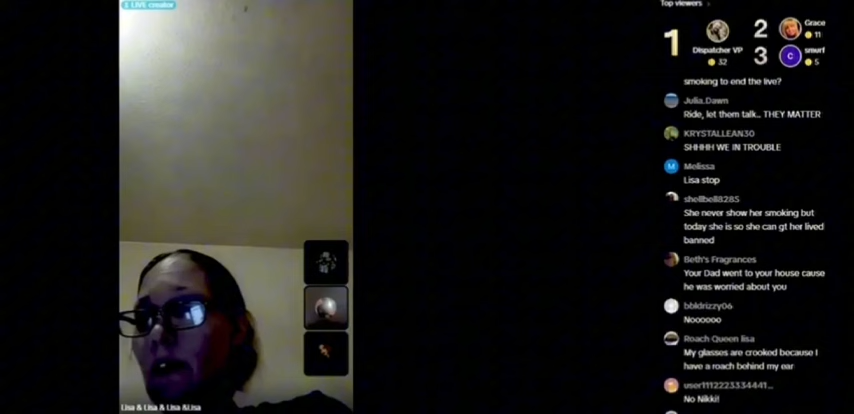 LIVE creator
Lisa & Lisa & Lisa &Lisa
Top viewers
1
Dispatcher VP
32
2
Grace
11
3
C
smurf
5
smoking to end the live?
Julia.Dawn
Ride, let them talk.. THEY MATTER
KRYSTALLEAN30
SHHHH WE IN TROUBLE
M
Melissa
Lisa stop
shellbell8285
She never show her smoking but
today she is so she can gt her lived
banned
Beth's Fragrances
Your Dad went to your house cause
he was worried about you
bbkdrizzy06
Noooooo
Roach Queen lisa
My glasses are crooked because I
have a roach behind my ear
user1112223334441...
No Nikki!